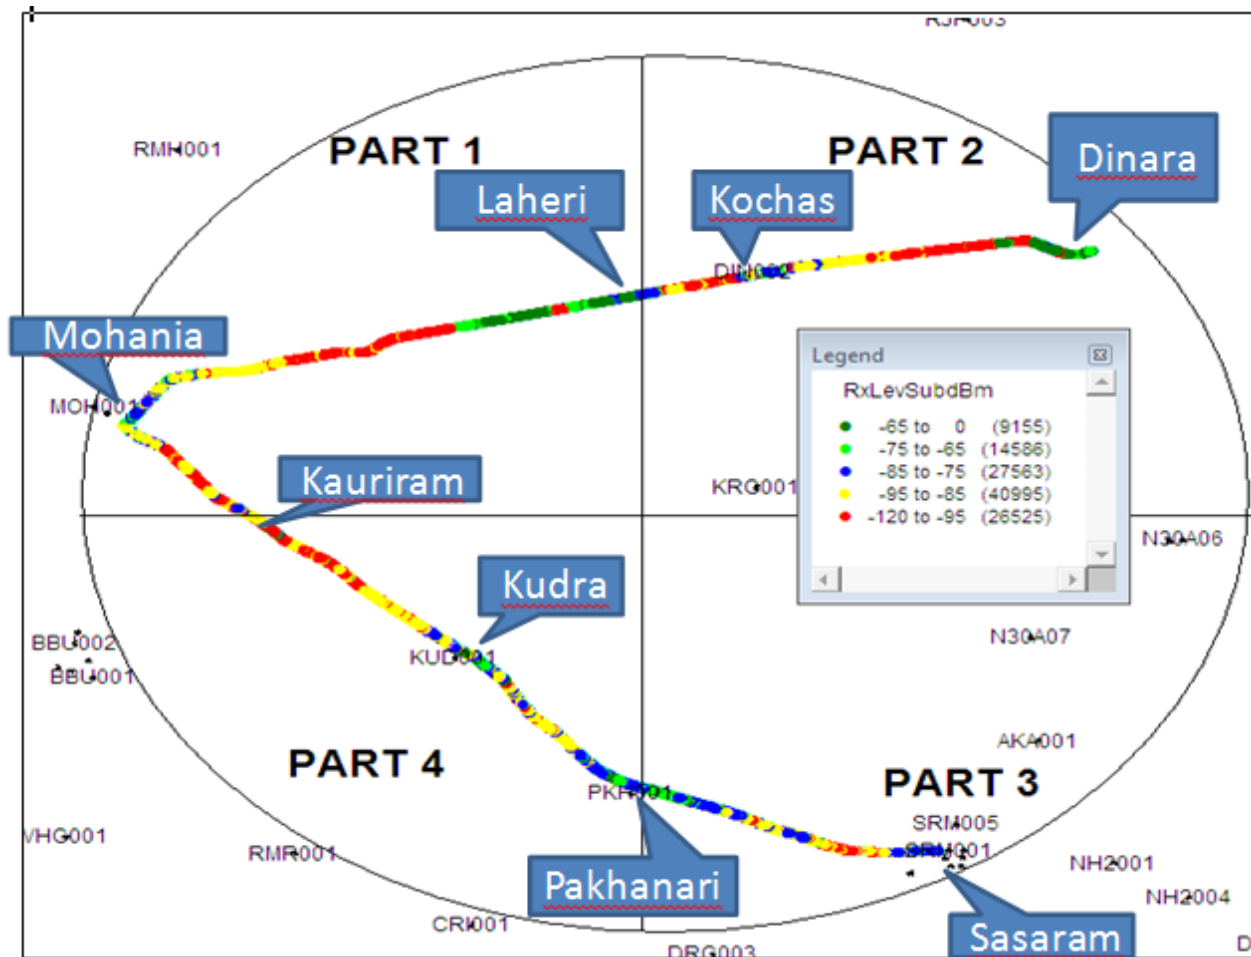 RJP003
RMH001
PART 1
PART 2
Dinara
Laheri
Kochas
DIN002
Mohania
MOH001
Legend
RxLevSubdBm
-65 to 0 (9155)
-75 to -65 (14586)
-85 to -75 (27563)
-95 to -85 (40995)
-120 to -95 (26525)
Kauriram
KRG001
N30A06
Kudra
N30A07
BBU002
KUD001
BBU001
AKA001
PART 4
PART 3
PKH001
SRM005
VHG001
RMR001
SRM001
NH2001
Pakhanari
NH2004
CRI001
Sasaram
DRG003
D